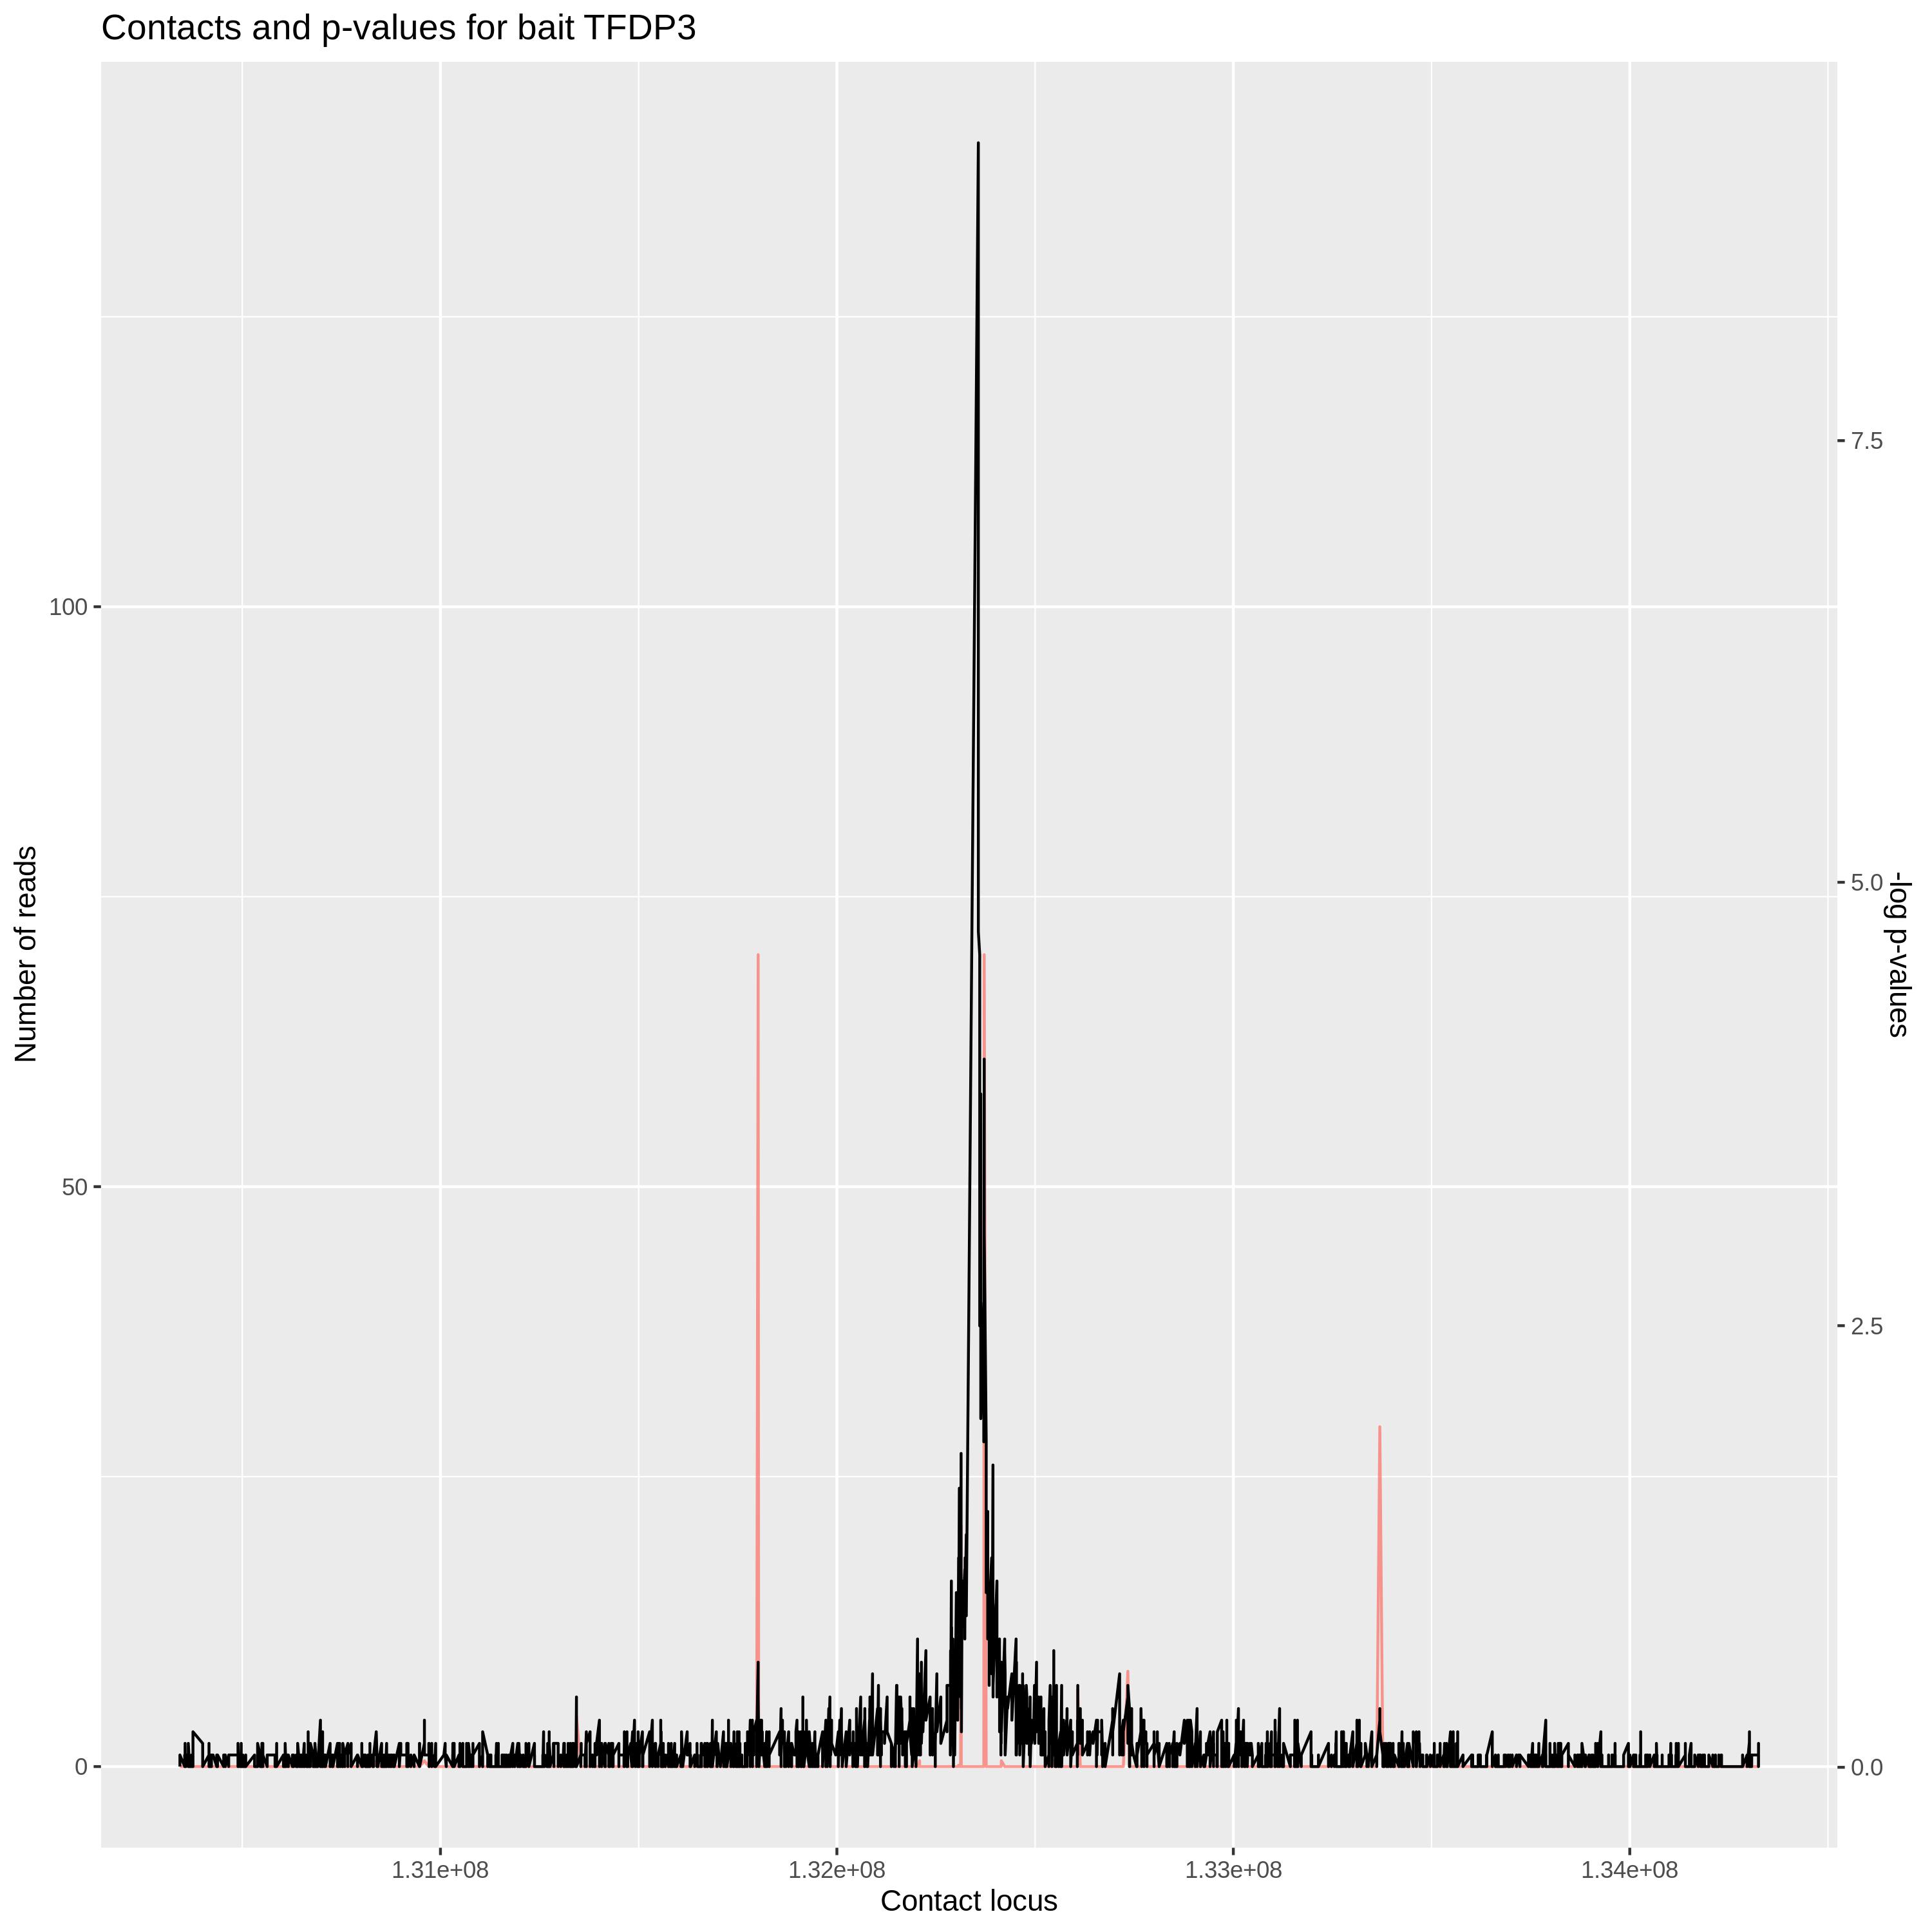 Contacts and p-values for bait TFDP3
Number of reads
100
50
0
7.5
5.0
2.5
0.0
-log p-values
1.31e+08
1.32e+08
1.33e+08
1.34e+08
Contact locus